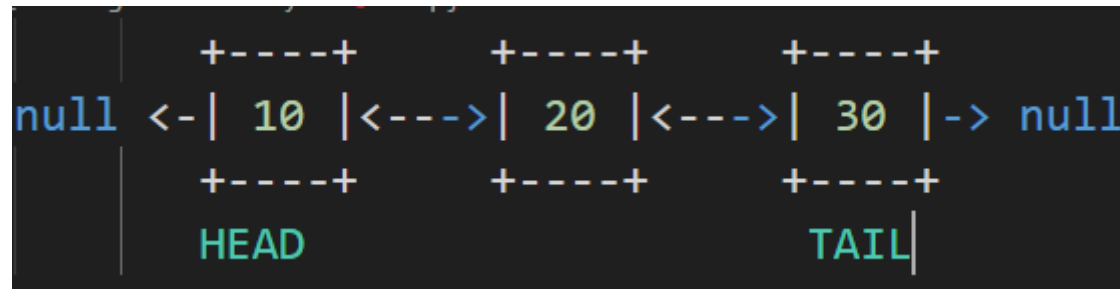 +----+ +----+ +----+
null <-| 10 |<--->| 20 |<--->| 30 |-> null
+----+ +----+ +----+
HEAD TAIL